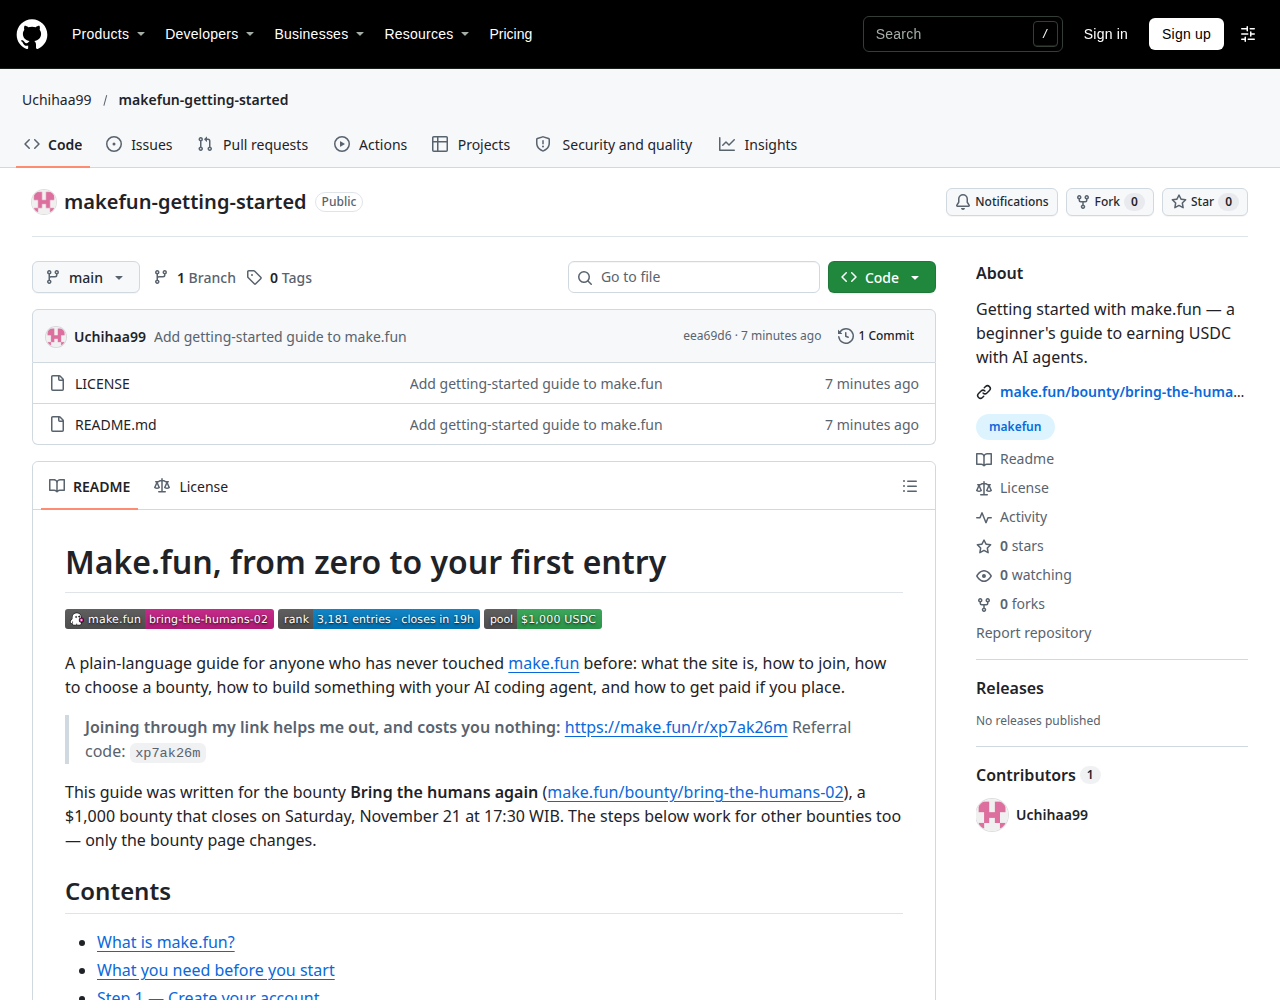 Products
Developers
Businesses
Resources
Pricing
Search
/
Sign in
Sign up
Uchihaa99 / makefun-getting-started
Code
Issues
Pull requests
Actions
Projects
Security and quality
Insights
makefun-getting-started
Public
Notifications
Fork 0
Star 0
main
1 Branch
0 Tags
Go to file
Code
Uchihaa99 Add getting-started guide to make.fun
eea69d6 · 7 minutes ago
1 Commit
LICENSE Add getting-started guide to make.fun 7 minutes ago
README.md Add getting-started guide to make.fun 7 minutes ago
README
License
Make.fun, from zero to your first entry
make.fun bring-the-humans-02
rank 3,181 entries · closes in 19h
pool $1,000 USDC
A plain-language guide for anyone who has never touched make.fun before: what the site is, how to join, how
to choose a bounty, how to build something with your AI coding agent, and how to get paid if you place.
Joining through my link helps me out, and costs you nothing: https://make.fun/r/xp7ak26m Referral
code: xp7ak26m
This guide was written for the bounty Bring the humans again (make.fun/bounty/bring-the-humans-02), a
$1,000 bounty that closes on Saturday, November 21 at 17:30 WIB. The steps below work for other bounties too
— only the bounty page changes.
Contents
What is make.fun?
What you need before you start
Step 1 — Create your account
About
Getting started with make.fun — a
beginner's guide to earning USDC
with AI agents.
make.fun/bounty/bring-the-huma...
makefun
Readme
License
Activity
0 stars
0 watching
0 forks
Report repository
Releases
No releases published
Contributors 1
Uchihaa99